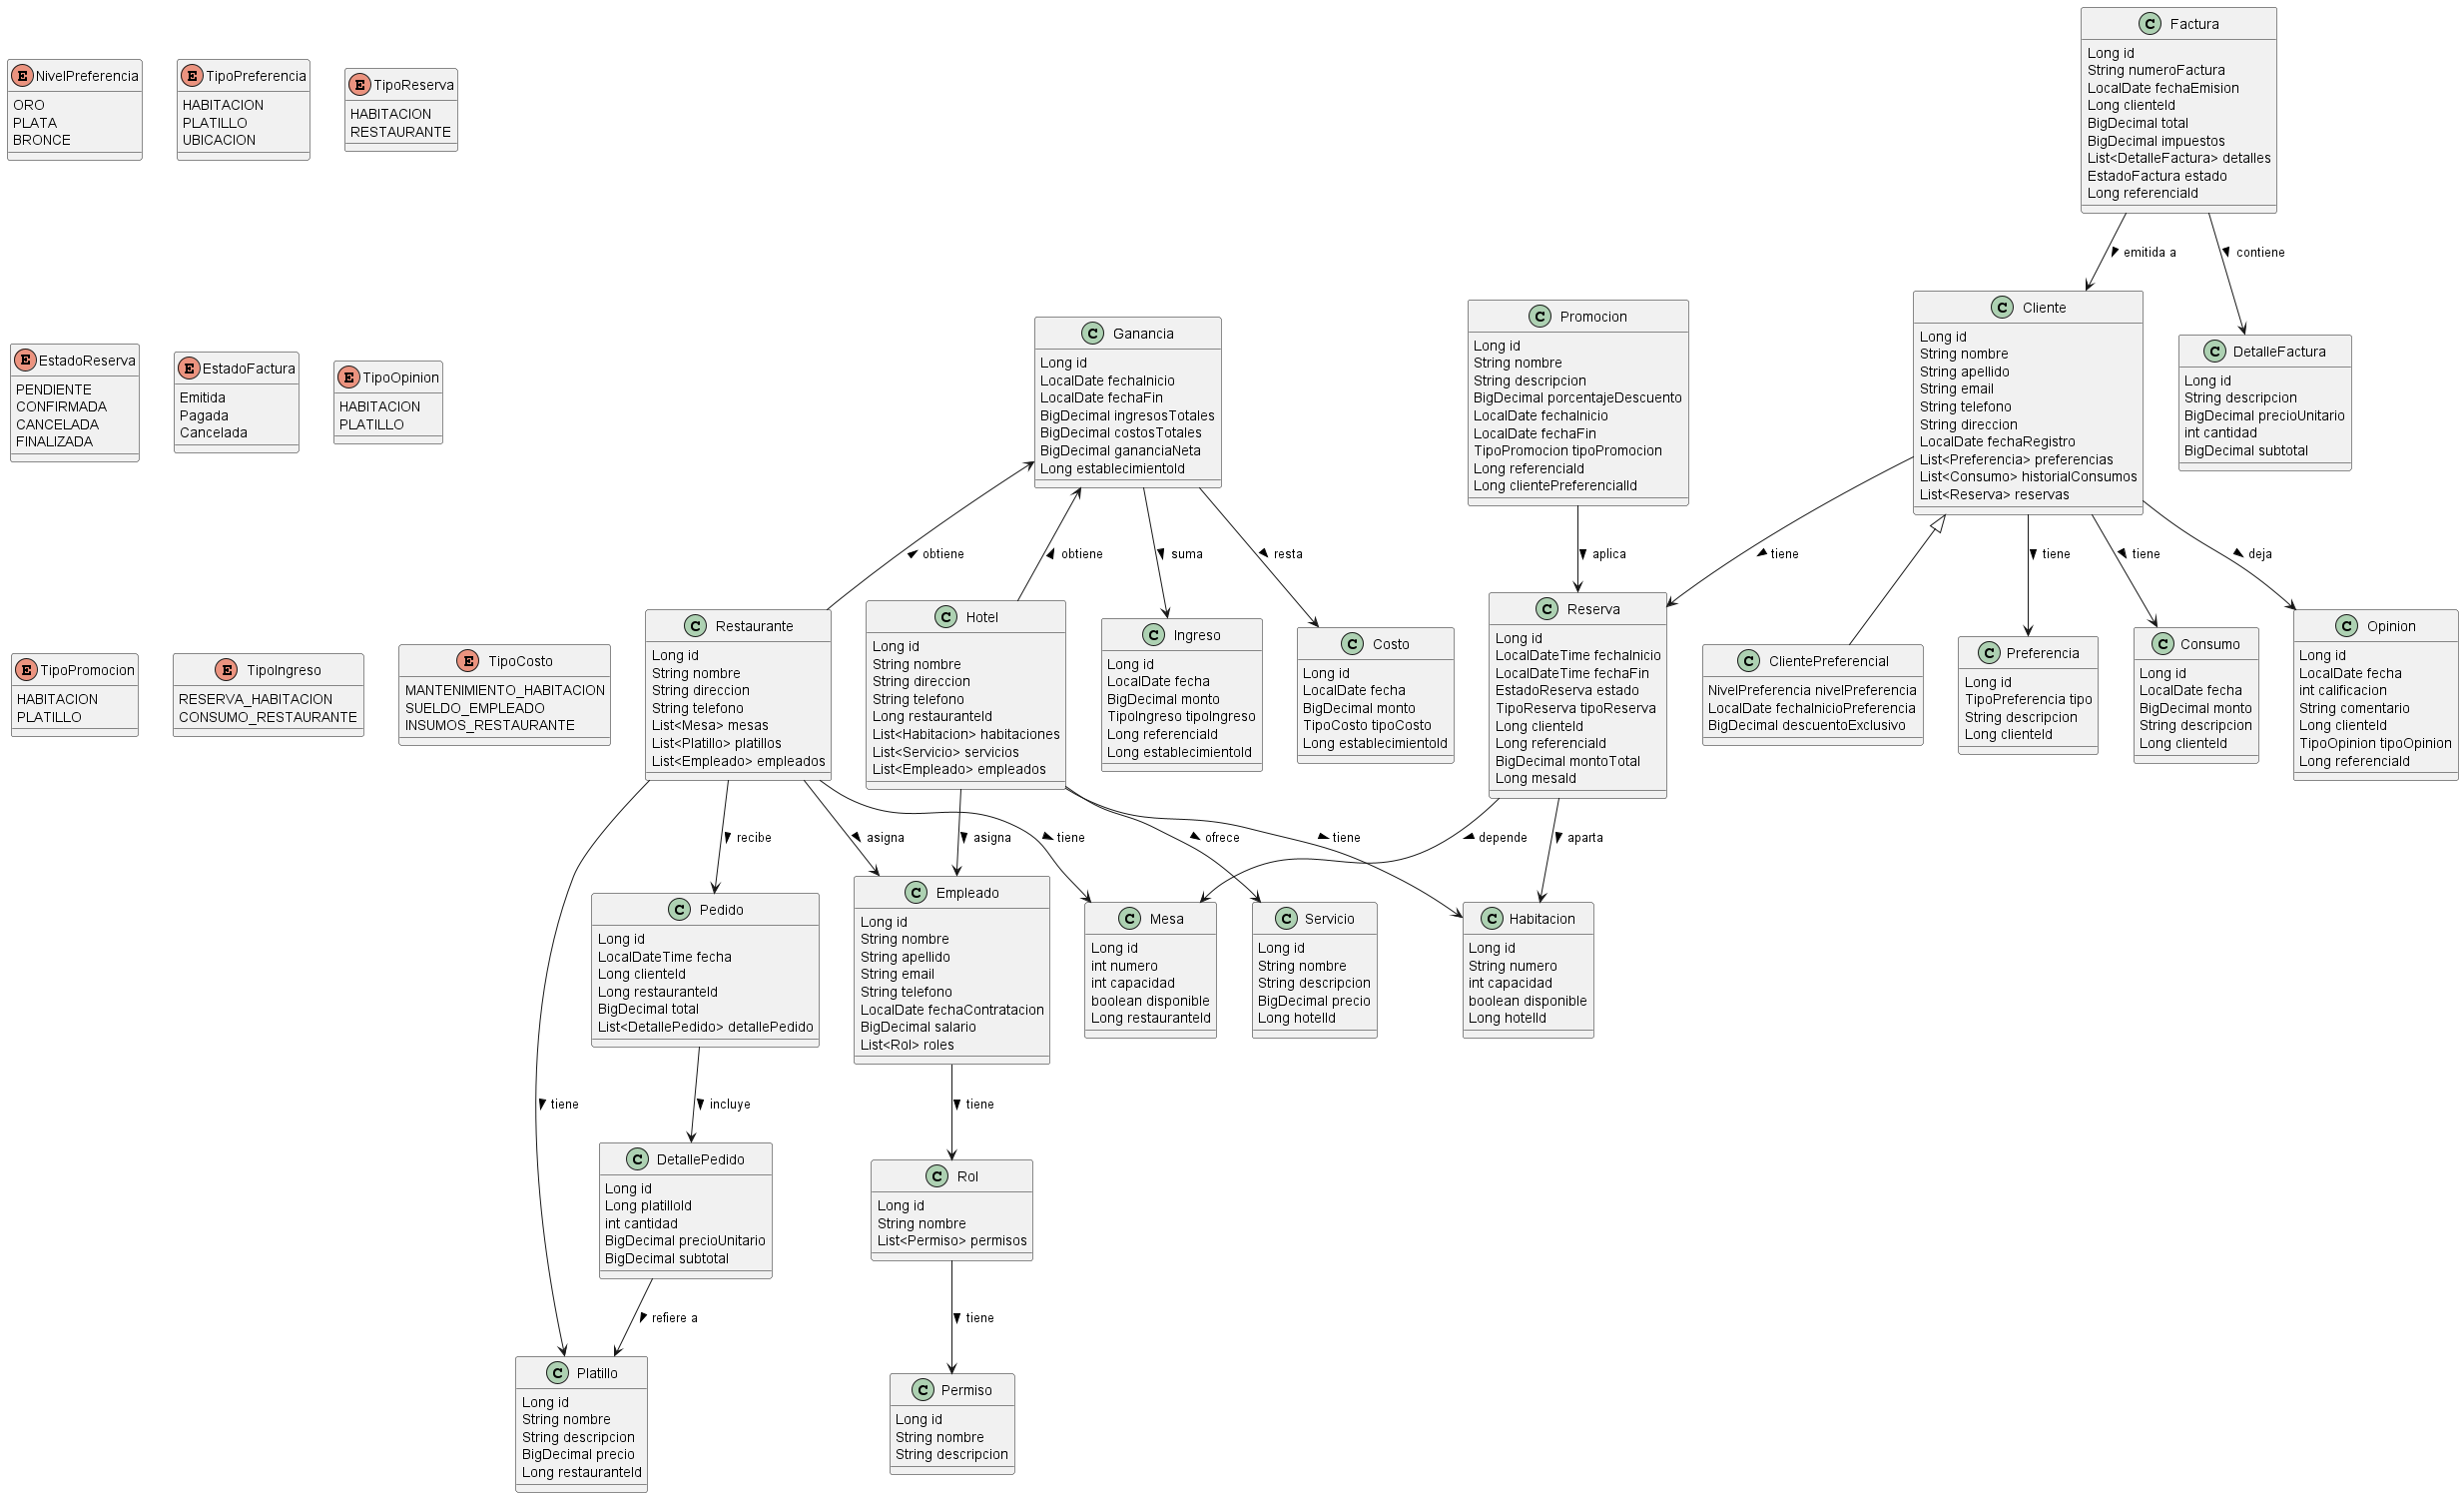 Factura
Long id
String numeroFactura
LocalDate fechaEmision
Long clienteId
BigDecimal total
BigDecimal impuestos
List<DetalleFactura> detalles
EstadoFactura estado
Long referenciaId
NivelPreferencia
ORO
PLATA
BRONCE
TipoPreferencia
HABITACION
PLATILLO
UBICACION
TipoReserva
HABITACION
RESTAURANTE
emitida a
contiene
EstadoReserva
PENDIENTE
CONFIRMADA
CANCELADA
FINALIZADA
EstadoFactura
Emitida
Pagada
Cancelada
TipoOpinion
HABITACION
PLATILLO
Ganancia
Long id
LocalDate fechaInicio
LocalDate fechaFin
BigDecimal ingresosTotales
BigDecimal costosTotales
BigDecimal gananciaNeta
Long establecimientoId
Promocion
Long id
String nombre
String descripcion
BigDecimal porcentajeDescuento
LocalDate fechaInicio
LocalDate fechaFin
TipoPromocion tipoPromocion
Long referenciaId
Long clientePreferencialId
Cliente
Long id
String nombre
String apellido
String email
String telefono
String direccion
LocalDate fechaRegistro
List<Preferencia> preferencias
List<Consumo> historialConsumos
List<Reserva> reservas
DetalleFactura
Long id
String descripcion
BigDecimal precioUnitario
int cantidad
BigDecimal subtotal
obtiene
obtiene
suma
resta
aplica
tiene
tiene
tiene
deja
TipoPromocion
HABITACION
PLATILLO
TipoIngreso
RESERVA_HABITACION
CONSUMO_RESTAURANTE
TipoCosto
MANTENIMIENTO_HABITACION
SUELDO_EMPLEADO
INSUMOS_RESTAURANTE
Restaurante
Long id
String nombre
String direccion
String telefono
List<Mesa> mesas
List<Platillo> platillos
List<Empleado> empleados
Hotel
Long id
String nombre
String direccion
String telefono
Long restauranteId
List<Habitacion> habitaciones
List<Servicio> servicios
List<Empleado> empleados
Ingreso
Long id
LocalDate fecha
BigDecimal monto
TipoIngreso tipoIngreso
Long referenciaId
Long establecimientoId
Costo
Long id
LocalDate fecha
BigDecimal monto
TipoCosto tipoCosto
Long establecimientoId
Reserva
Long id
LocalDateTime fechaInicio
LocalDateTime fechaFin
EstadoReserva estado
TipoReserva tipoReserva
Long clienteId
Long referenciaId
BigDecimal montoTotal
Long mesaId
ClientePreferencial
NivelPreferencia nivelPreferencia
LocalDate fechaInicioPreferencia
BigDecimal descuentoExclusivo
Preferencia
Long id
TipoPreferencia tipo
String descripcion
Long clienteId
Consumo
Long id
LocalDate fecha
BigDecimal monto
String descripcion
Long clienteId
Opinion
Long id
LocalDate fecha
int calificacion
String comentario
Long clienteId
TipoOpinion tipoOpinion
Long referenciaId
recibe
asigna
asigna
tiene
ofrece
tiene
depende
aparta
Pedido
Long id
LocalDateTime fecha
Long clienteId
Long restauranteId
BigDecimal total
List<DetallePedido> detallePedido
Empleado
Long id
String nombre
String apellido
String email
String telefono
LocalDate fechaContratacion
BigDecimal salario
List<Rol> roles
Mesa
Long id
int numero
int capacidad
boolean disponible
Long restauranteId
Servicio
Long id
String nombre
String descripcion
BigDecimal precio
Long hotelId
Habitacion
Long id
String numero
int capacidad
boolean disponible
Long hotelId
tiene
incluye
tiene
DetallePedido
Long id
Long platilloId
int cantidad
BigDecimal precioUnitario
BigDecimal subtotal
Rol
Long id
String nombre
List<Permiso> permisos
refiere a
tiene
Platillo
Long id
String nombre
String descripcion
BigDecimal precio
Long restauranteId
Permiso
Long id
String nombre
String descripcion